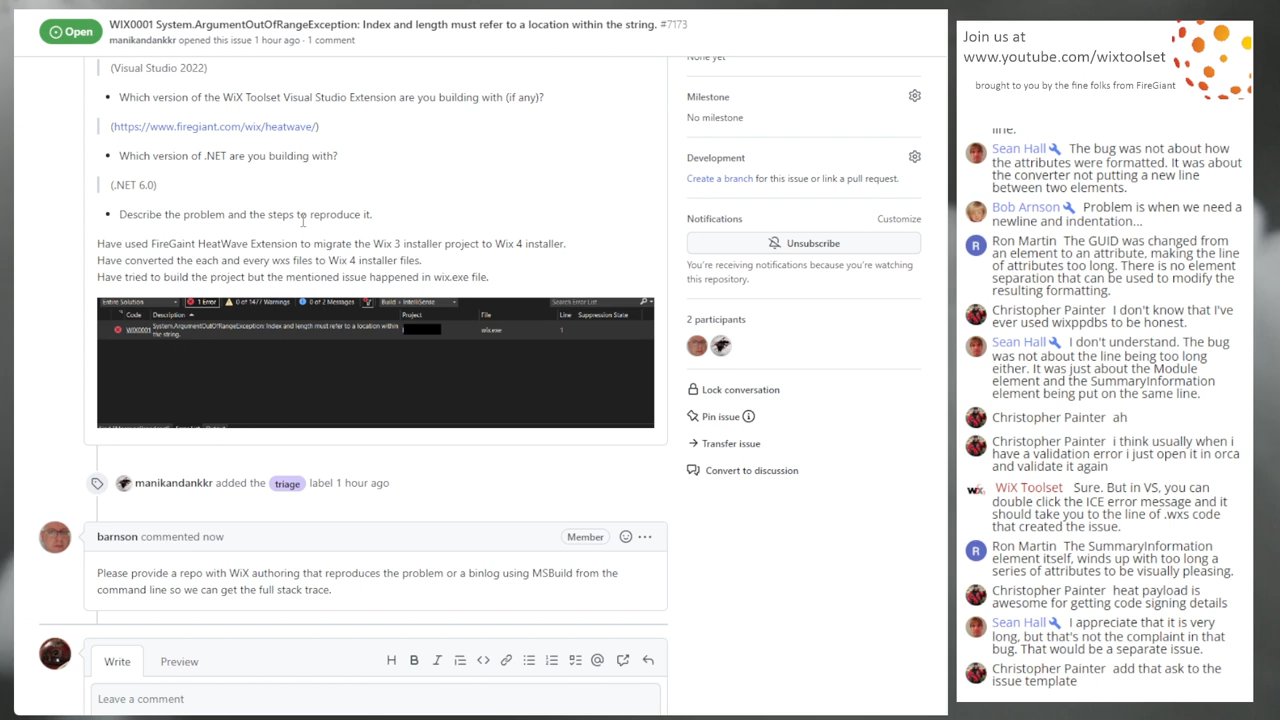 Open
WIX0001 System.ArgumentOutOfRangeException: Index and length must refer to a location within the string. #7173
manikandankkr opened this issue 1 hour ago · 1 comment
(Visual Studio 2022)
• Which version of the WiX Toolset Visual Studio Extension are you building with (if any)?
(https://www.firegiant.com/wix/heatwave/)
• Which version of .NET are you building with?
(.NET 6.0)
• Describe the problem and the steps to reproduce it.
Have used FireGaint HeatWave Extension to migrate the Wix 3 installer project to Wix 4 installer.
Have converted the each and every wxs files to Wix 4 installer files.
Have tried to build the project but the mentioned issue happened in wix.exe file.
Entire Solution 1 Error 0 of 1477 Warnings 0 of 2 Messages Build + IntelliSense Search Error List
Code Description Project File Line Suppression State
WIX0001 System.ArgumentOutOfRangeException: Index and length must refer to a location within the string. wix.exe 1
manikandankkr added the triage label 1 hour ago
barnson commented now Member
Please provide a repo with WiX authoring that reproduces the problem or a binlog using MSBuild from the
command line so we can get the full stack trace.
Write Preview
Leave a comment
None yet
Milestone
No milestone
Development
Create a branch for this issue or link a pull request.
Notifications Customize
Unsubscribe
You're receiving notifications because you're watching
this repository.
2 participants
Lock conversation
Pin issue
Transfer issue
Convert to discussion
Join us at
www.youtube.com/wixtoolset
brought to you by the fine folks from FireGiant
line.
Sean Hall The bug was not about how
the attributes were formatted. It was about
the converter not putting a new line
between two elements.
Bob Arnson Problem is when we need a
newline and indentation...
R Ron Martin The GUID was changed from
an element to an attribute, making the line
of attributes too long. There is no element
separation that can be used to modify the
resulting formatting.
Christopher Painter I don't know that I've
ever used wixppdbs to be honest.
Sean Hall I don't understand. The bug
was not about the line being too long
either. It was just about the Module
element and the SummaryInformation
element being put on the same line.
Christopher Painter ah
Christopher Painter i think usually when i
have a validation error i just open it in orca
and validate it again
WiX WiX Toolset Sure. But in VS, you can
double click the ICE error message and it
should take you to the line of .wxs code
that created the issue.
R Ron Martin The SummaryInformation
element itself, winds up with too long a
series of attributes to be visually pleasing.
Christopher Painter heat payload is
awesome for getting code signing details
Sean Hall I appreciate that it is very
long, but that's not the complaint in that
bug. That would be a separate issue.
Christopher Painter add that ask to the
issue template